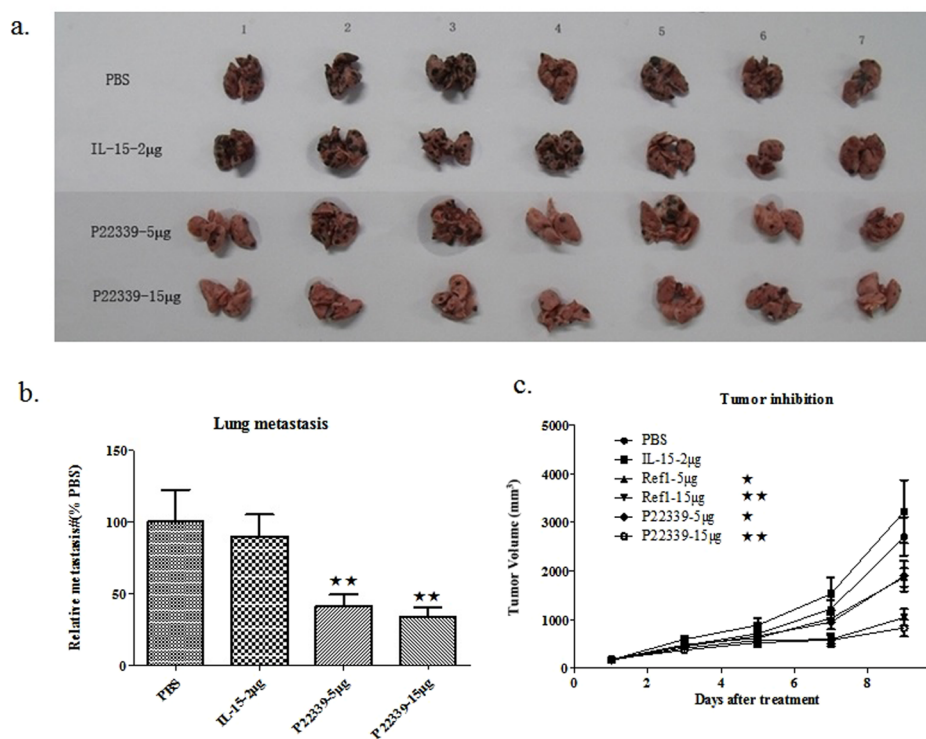 a.
1 2 3 4 5 6 7
PBS
IL-15-2μg
P22339-5μg
P22339-15μg
b.
Lung metastasis
Relative metastasis#(% PBS)
150
100
50
0
★★
★★
PBS
IL-15-2μg
P22339-5μg
P22339-15μg
c.
Tumor inhibition
Tumor Volume (mm³)
5000
4000
3000
2000
1000
0
PBS
IL-15-2μg
Ref1-5μg ★
Ref1-15μg ★★
P22339-5μg ★
P22339-15μg ★★
0 2 4 6 8
Days after treatment